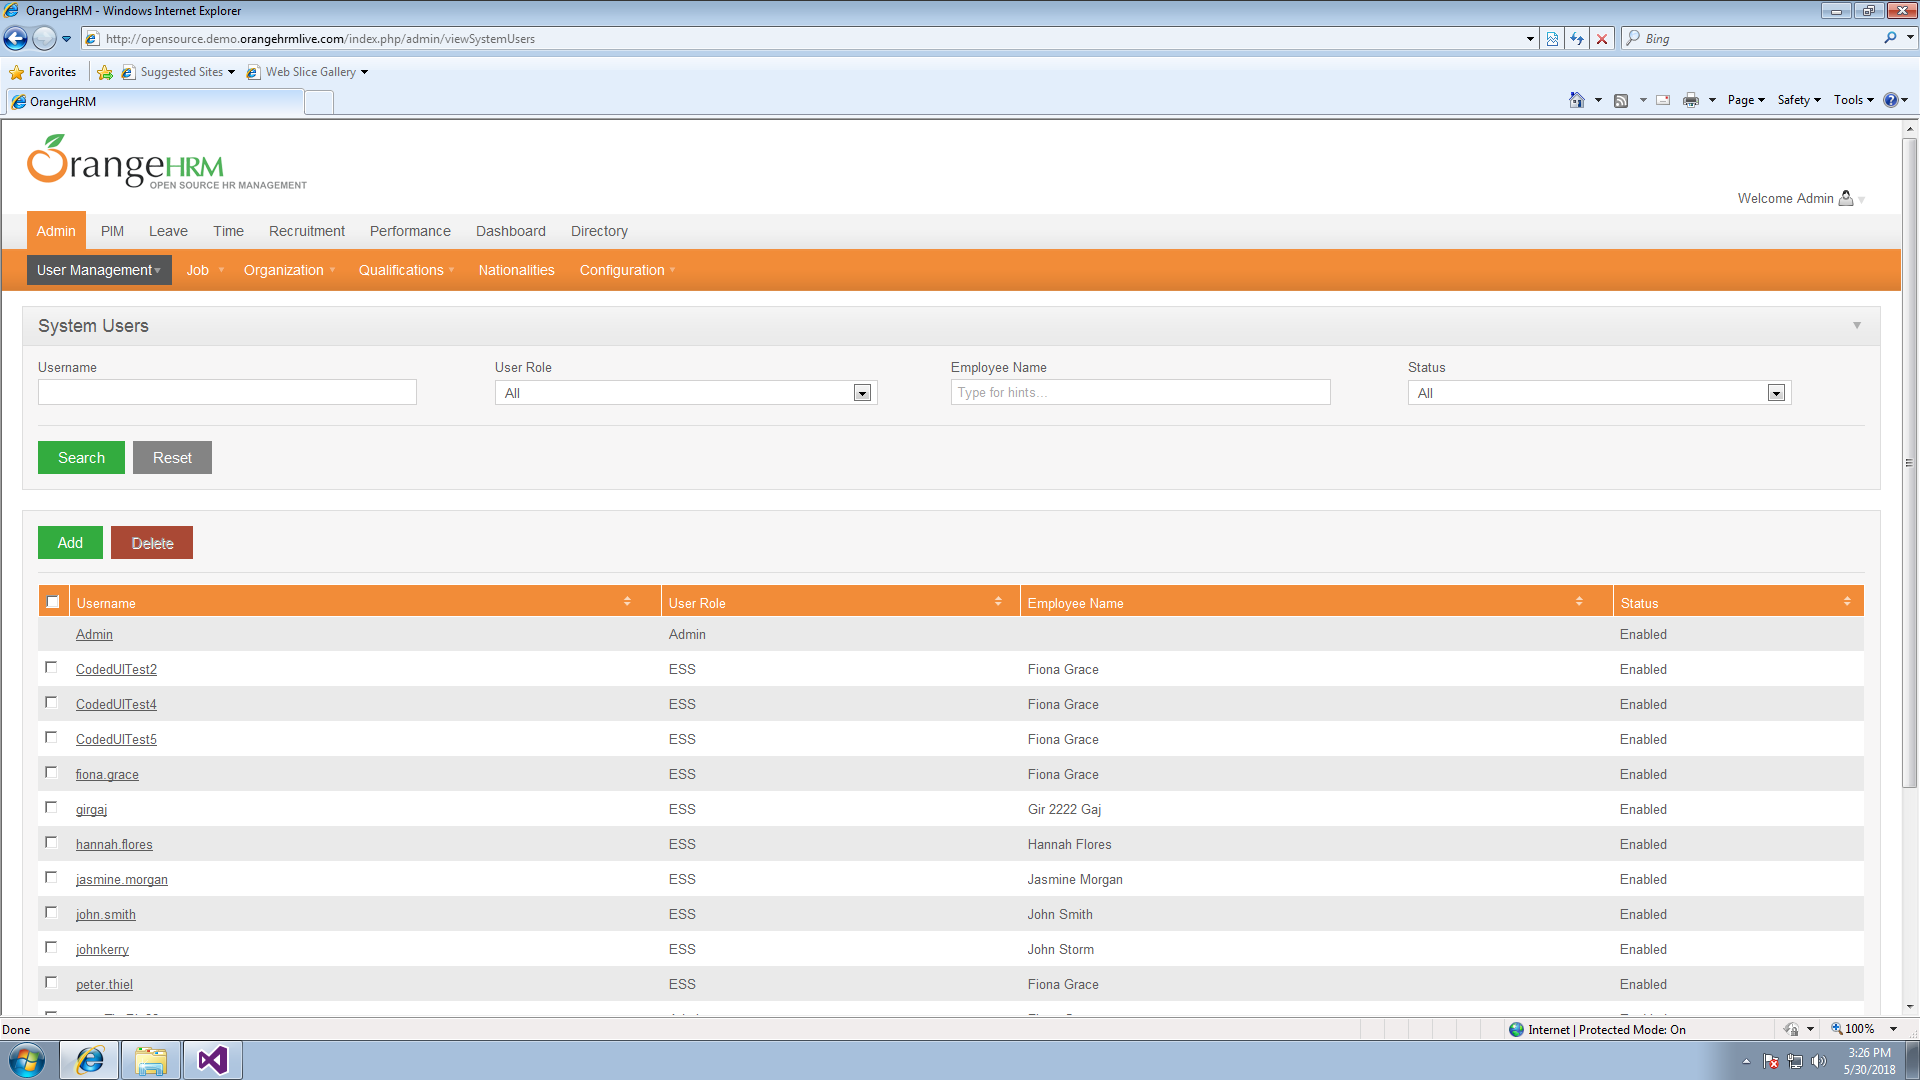 OrangeHRM - Windows Internet Explorer
http://opensource.demo.orangehrmlive.com/index.php/admin/viewSystemUsers
Bing
Favorites
Suggested Sites
Web Slice Gallery
OrangeHRM
Page
Safety
Tools
OrangeHRM
OPEN SOURCE HR MANAGEMENT
Welcome Admin
Admin PIM Leave Time Recruitment Performance Dashboard Directory
User Management Job Organization Qualifications Nationalities Configuration
System Users
Username User Role Employee Name Status
All Type for hints... All
Search Reset
Add Delete
Username User Role Employee Name Status
Admin Admin Enabled
CodedUITest2 ESS Fiona Grace Enabled
CodedUITest4 ESS Fiona Grace Enabled
CodedUITest5 ESS Fiona Grace Enabled
fiona.grace ESS Fiona Grace Enabled
girgaj ESS Gir 2222 Gaj Enabled
hannah.flores ESS Hannah Flores Enabled
jasmine.morgan ESS Jasmine Morgan Enabled
john.smith ESS John Smith Enabled
johnkerry ESS John Storm Enabled
peter.thiel ESS Fiona Grace Enabled
Done
Internet | Protected Mode: On
100%
3:26 PM
5/30/2018